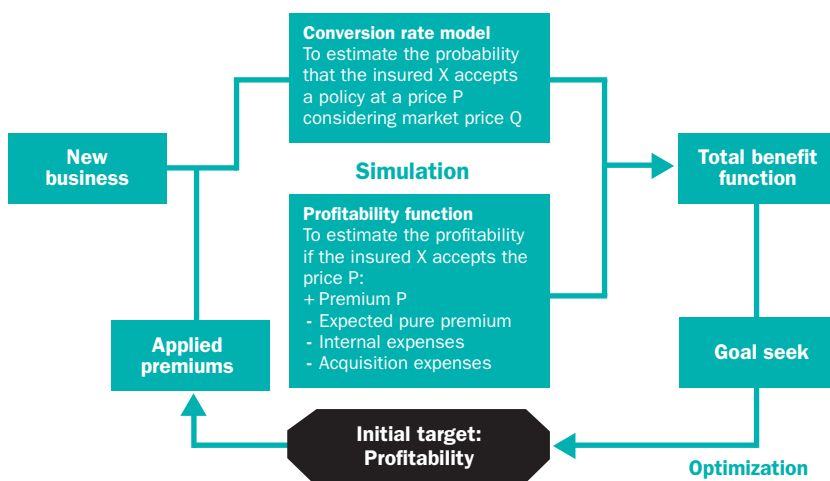 Conversion rate model
To estimate the probability
that the insured X accepts
a policy at a price P
considering market price Q
New
business
Simulation
Total benefit
function
Profitability function
To estimate the profitability
if the insured X accepts the
price P:
+ Premium P
- Expected pure premium
- Internal expenses
- Acquisition expenses
Applied
premiums
Goal seek
Initial target:
Profitability
Optimization